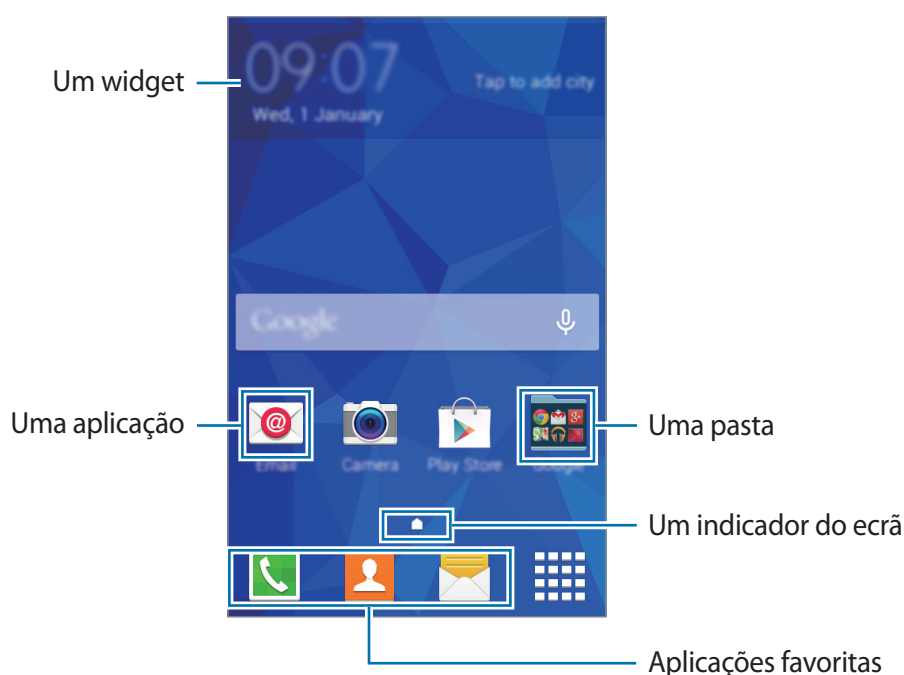 Um widget
09:07
Tap to add city
Wed, 1 January
Google
Uma aplicação
@
g+
Uma pasta
Email
Camera
Play Store
Google
Um indicador do ecrã
Aplicações favoritas